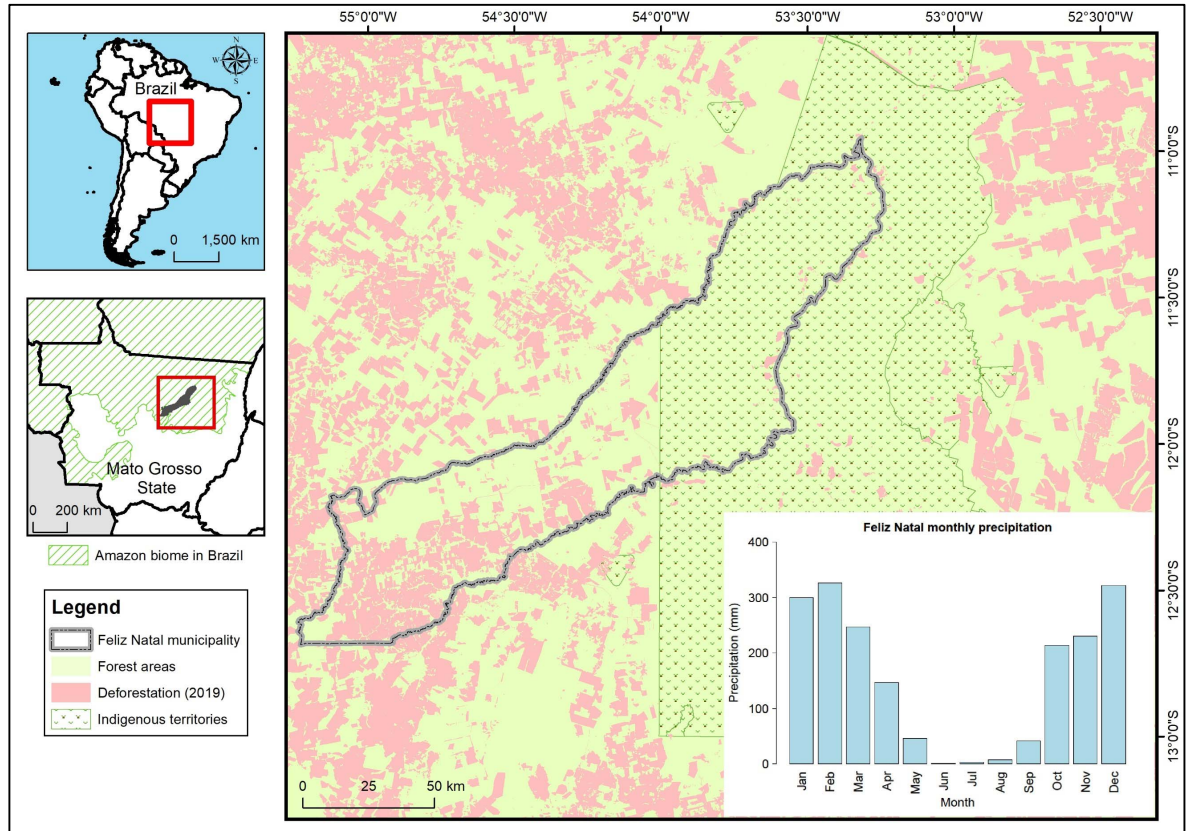 55°0'0"W
54°30'0"W
54°0'0"W
53°30'0"W
53°0'0"W
52°30'0"W
N
W
E
S
Brazil
0 1,500 km
Mato Grosso
State
0 200 km
Amazon biome in Brazil
Legend
Feliz Natal municipality
Forest areas
Deforestation (2019)
Indigenous territories
11°0'0"S
11°30'0"S
12°0'0"S
12°30'0"S
13°0'0"S
0 25 50 km
Feliz Natal monthly precipitation
Precipitation (mm)
400
300
200
100
0
Jan Feb Mar Apr May Jun Jul Aug Sep Oct Nov Dec
Month